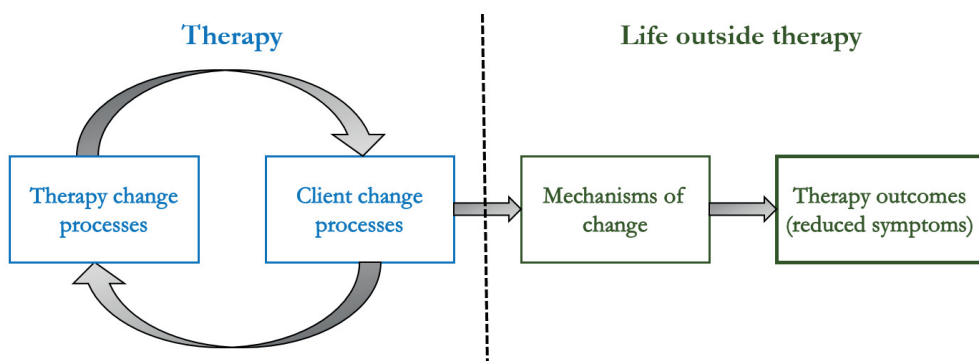 Therapy
Life outside therapy
Therapy change
processes
Client change
processes
Mechanisms of
change
Therapy outcomes
(reduced symptoms)